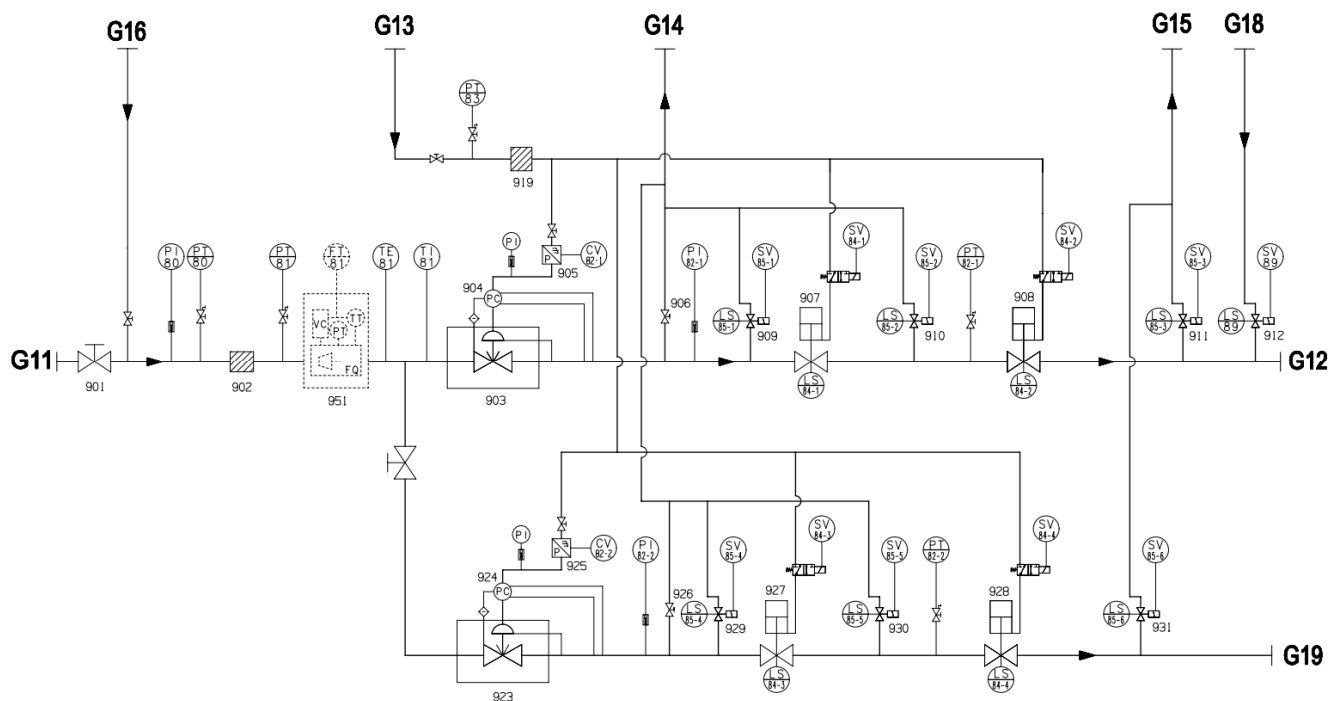 G16
G13
G14
G15
G18
PT
83
919
PI
80
PT
80
PT
81
FT
81
TE
81
TI
81
904
PI
P
905
CV
82-1
PC
906
PI
82-1
SV
85-1
LS
85-1
909
907
SV
84-1
SV
85-2
LS
85-2
910
PT
82-1
908
SV
84-2
SV
85-3
LS
85-3
911
SV
89
LS
89
912
VC
PT
TT
FQ
G11
901
902
951
903
LS
84-1
LS
84-2
G12
924
PI
P
925
CV
82-2
PC
PI
82-2
926
SV
85-4
LS
85-4
929
927
SV
84-3
SV
85-5
LS
85-5
930
PT
82-2
928
SV
84-4
SV
85-6
LS
85-6
931
923
LS
84-3
LS
84-4
G19